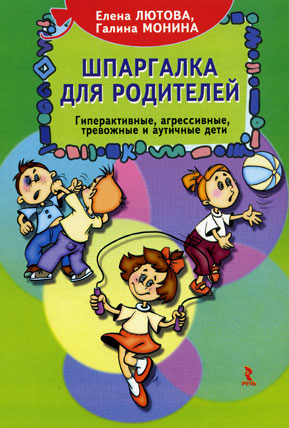 Елена ЛЮТОВА,
Галина МОНИНА
ШПАРГАЛКА
ДЛЯ РОДИТЕЛЕЙ
Гиперактивные, агрессивные,
тревожные и аутичные дети
РЕЧЬ